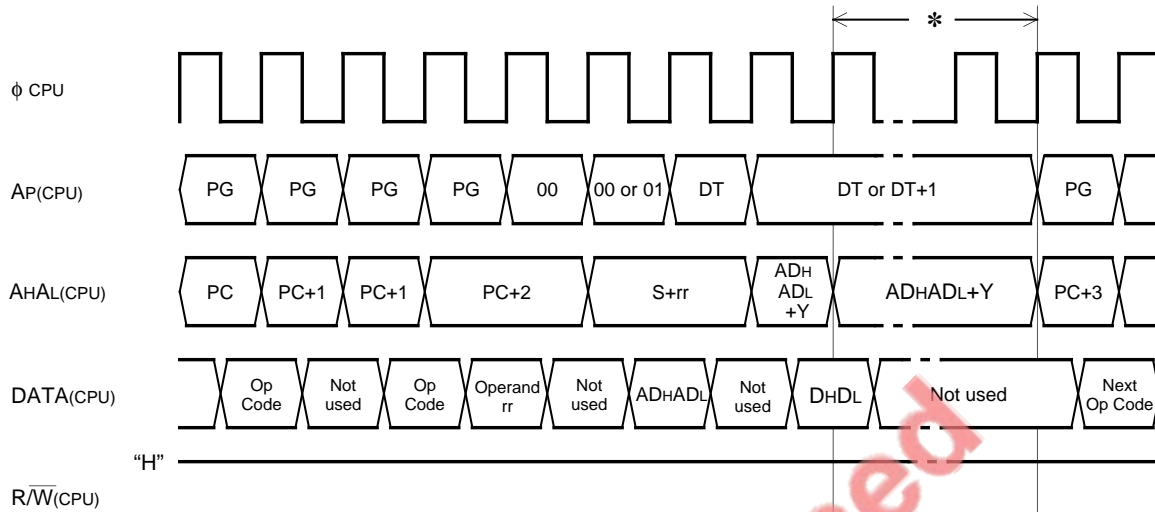 *
ϕ CPU
AP(CPU) PG PG PG PG 00 00 or 01 DT DT or DT+1 PG
AHAL(CPU) PC PC+1 PC+1 PC+2 S+rr ADH ADL +Y ADHADL+Y PC+3
DATA(CPU) Op Code Not used Op Code Operand rr Not used ADHADL Not used DHDL Not used Next Op Code
“H”
R/W(CPU)